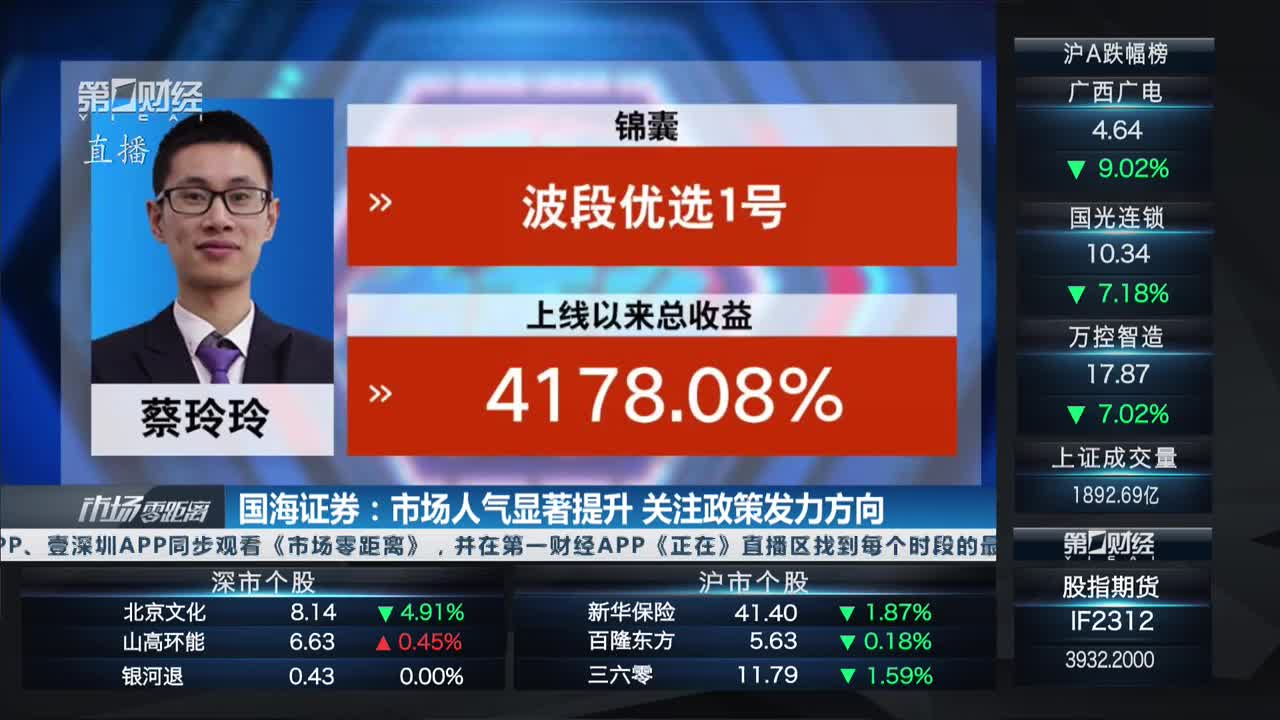 第一财经
YICAI
直播
锦囊
» 波段优选1号
上线以来总收益
» 4178.08%
蔡玲玲
市场零距离
国海证券：市场人气显著提升 关注政策发力方向
PP、壹深圳APP同步观看《市场零距离》，并在第一财经APP《正在》直播区找到每个时段的最
深市个股
北京文化 8.14 ▼4.91%
山高环能 6.63 ▲0.45%
银河退 0.43 0.00%
沪市个股
新华保险 41.40 ▼1.87%
百隆东方 5.63 ▼0.18%
三六零 11.79 ▼1.59%
沪A跌幅榜
广西广电
4.64
▼ 9.02%
国光连锁
10.34
▼ 7.18%
万控智造
17.87
▼ 7.02%
上证成交量
1892.69亿
第一财经
YICAI
股指期货
IF2312
3932.2000